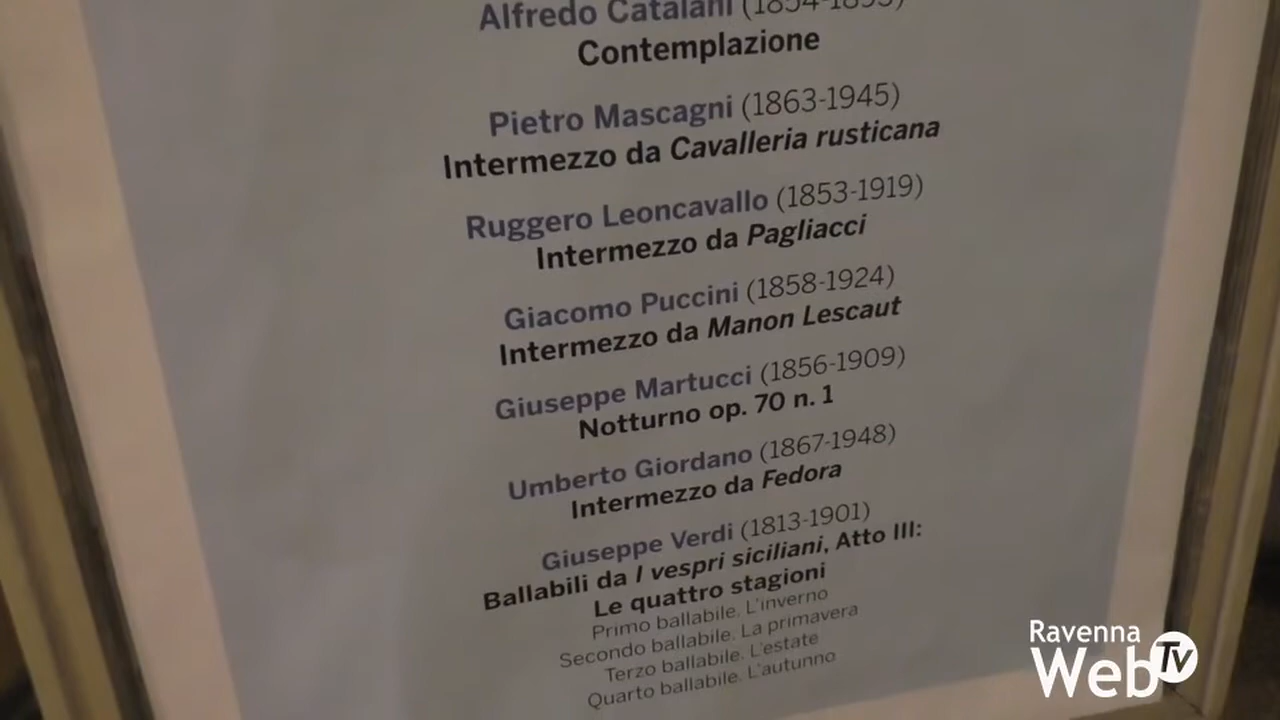 Alfredo Catalani (1854-1893)
Contemplazione
Pietro Mascagni (1863-1945)
Intermezzo da Cavalleria rusticana
Ruggero Leoncavallo (1853-1919)
Intermezzo da Pagliacci
Giacomo Puccini (1858-1924)
Intermezzo da Manon Lescaut
Giuseppe Martucci (1856-1909)
Notturno op. 70 n. 1
Umberto Giordano (1867-1948)
Intermezzo da Fedora
Giuseppe Verdi (1813-1901)
Ballabili da I vespri siciliani, Atto III:
Le quattro stagioni
Primo ballabile. L'inverno
Secondo ballabile. La primavera
Terzo ballabile. L'estate
Quarto ballabile. L'autunno
Ravenna
Web Tv